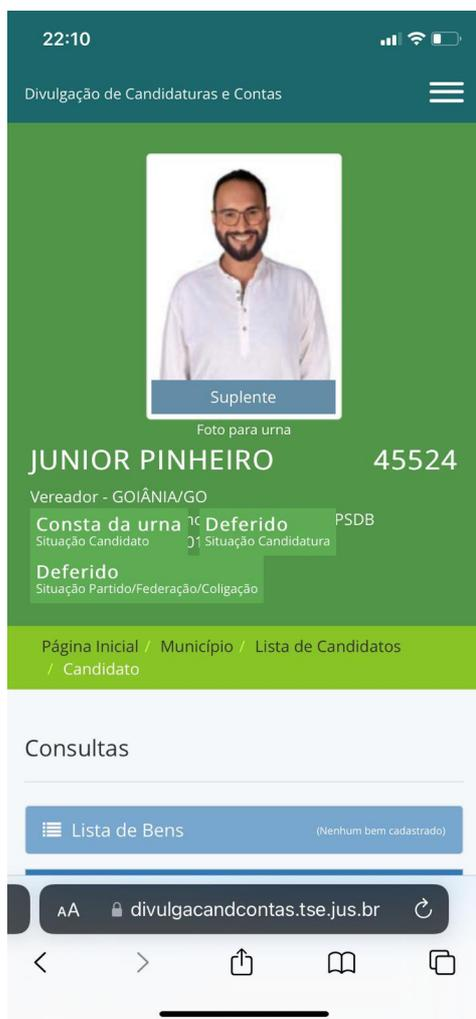 22:10
Divulgação de Candidaturas e Contas
Suplente
Foto para urna
JUNIOR PINHEIRO 45524
Vereador - GOIÂNIA/GO
Consta da urna Deferido PSDB
Situação Candidato Situação Candidatura
Deferido
Situação Partido/Federação/Coligação
Página Inicial / Município / Lista de Candidatos
/ Candidato
Consultas
Lista de Bens (Nenhum bem cadastrado)
AA divulgacandcontas.tse.jus.br